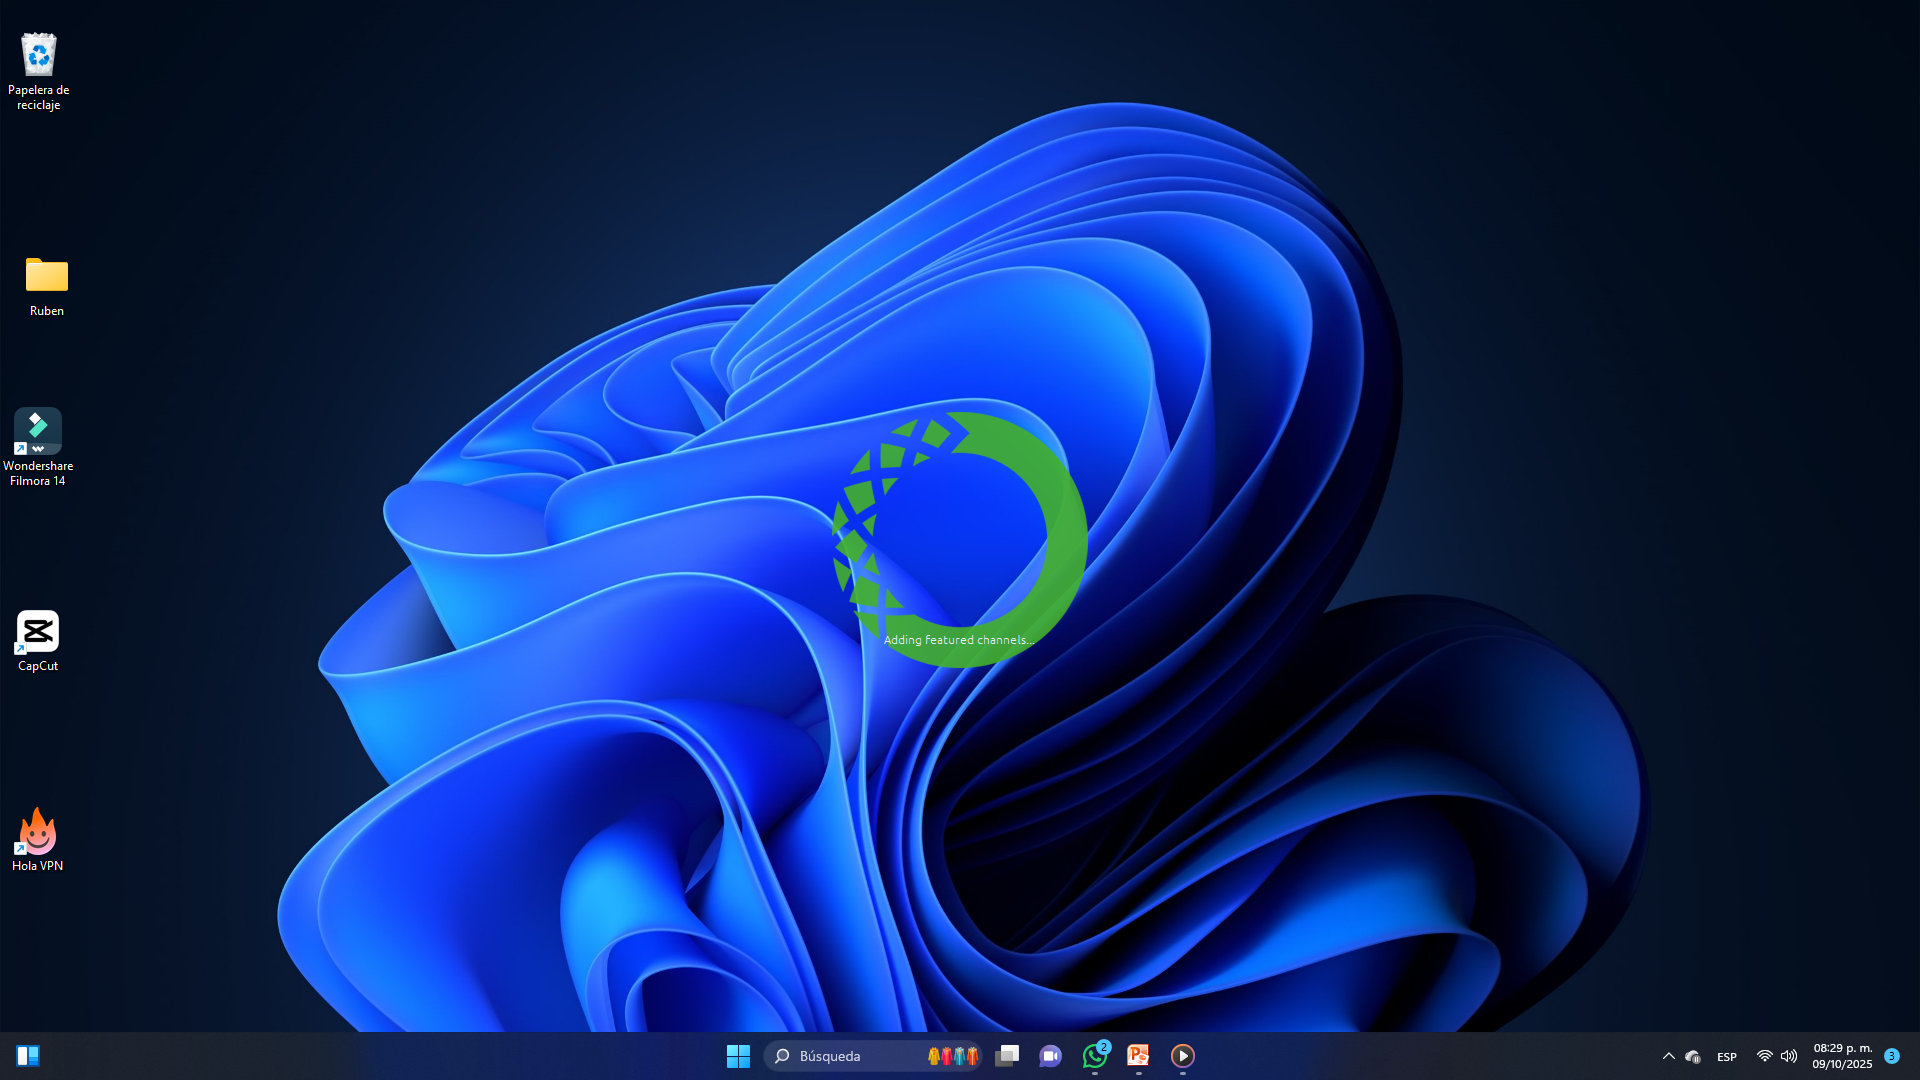 Papelera de
reciclaje
Ruben
Wondershare
Filmora 14
CapCut
Hola VPN
Adding featured channels...
Búsqueda
2
ESP
08:29 p. m.
09/10/2025
3